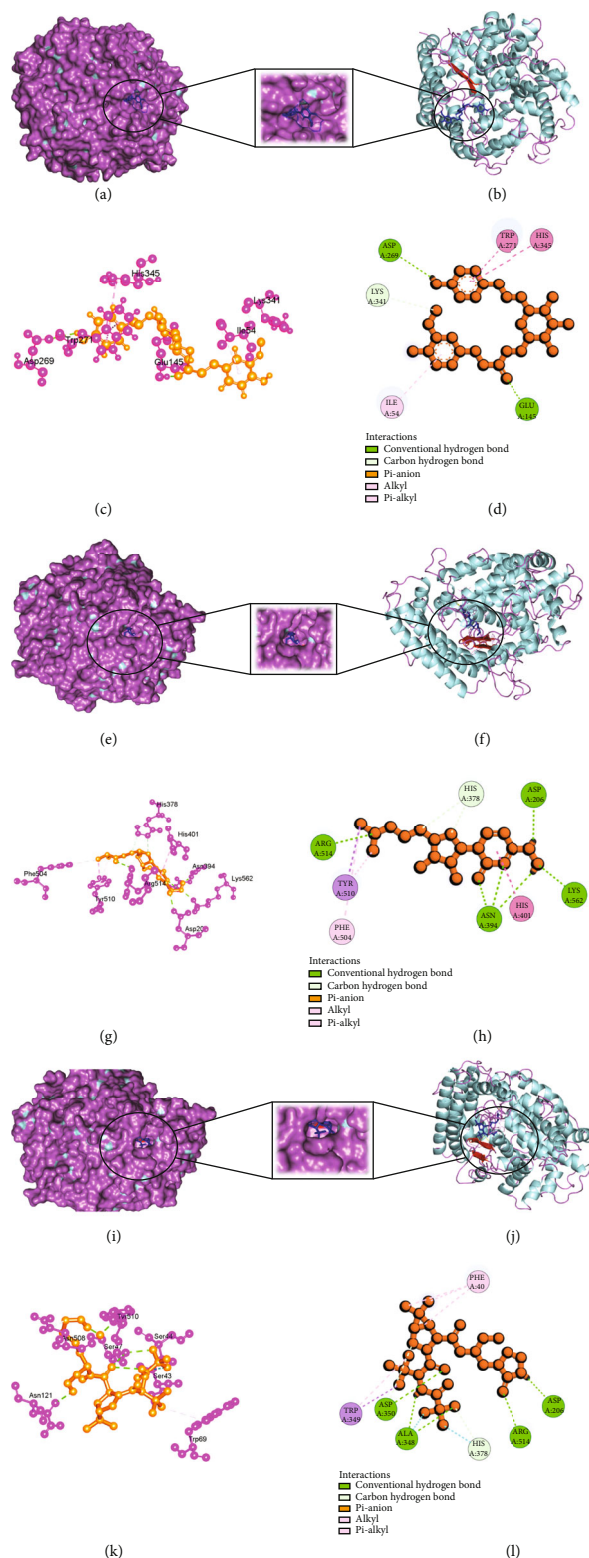 (a)
(b)
His345
Lys341
Ile54
Trp271
Asp269
Glu145
(c)
ASP
A:269
TRP
A:271
HIS
A:345
LYS
A:341
ILE
A:54
GLU
A:145
Interactions
Conventional hydrogen bond
Carbon hydrogen bond
Pi-anion
Alkyl
Pi-alkyl
(d)
(e)
(f)
His378
His401
Phe504
Asn394
Arg514
Lys562
Tyr510
(g)
HIS
A:378
ASP
A:206
ARG
A:514
TYR
A:510
LYS
A:562
ASN
A:394
HIS
A:401
PHE
A:504
Interactions
Conventional hydrogen bond
Carbon hydrogen bond
Pi-anion
Alkyl
Pi-alkyl
(h)
(i)
(j)
Ser44
Ser47
Ser43
Asn121
Trp69
(k)
PHE
A:40
TRP
A:349
ASP
A:350
ALA
A:348
HIS
A:378
ARG
A:514
ASP
A:206
Interactions
Conventional hydrogen bond
Carbon hydrogen bond
Pi-anion
Alkyl
Pi-alkyl
(l)